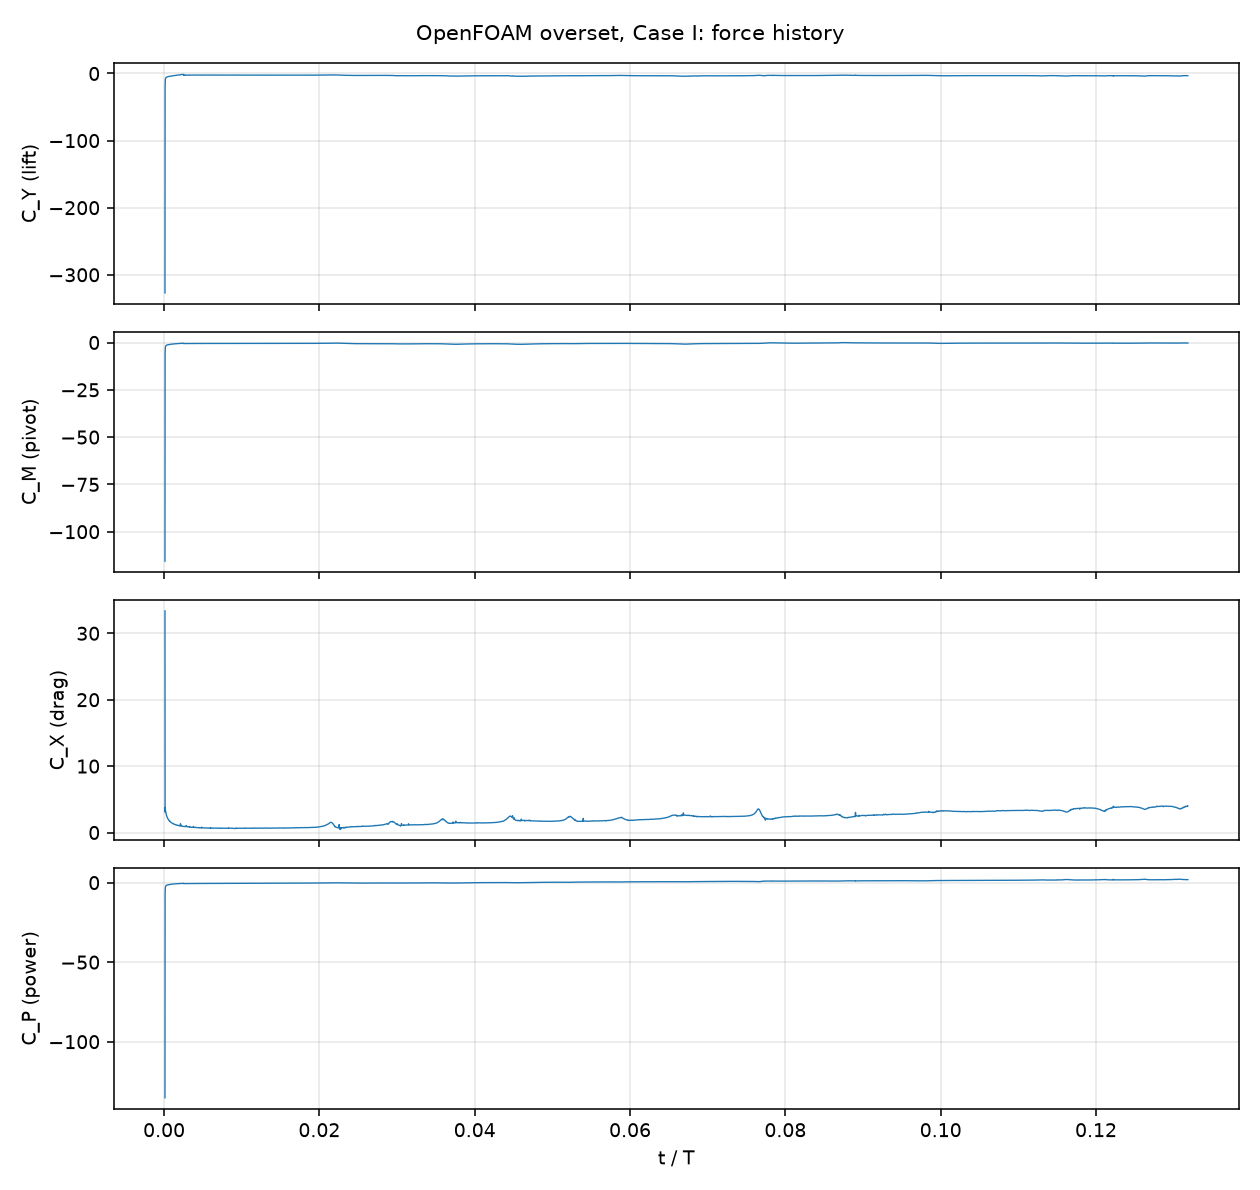 OpenFOAM overset, Case I: force history
C_Y (lift)
0
−100
−200
−300
C_M (pivot)
0
−25
−50
−75
−100
C_X (drag)
30
20
10
0
C_P (power)
0
−50
−100
0.00 0.02 0.04 0.06 0.08 0.10 0.12
t / T